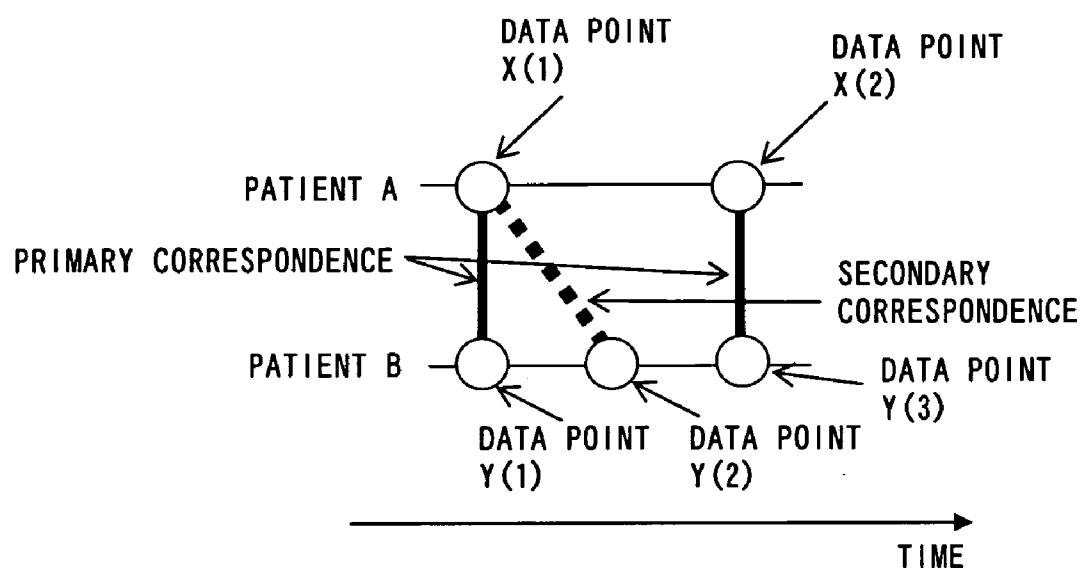 DATA POINT
X(1)
DATA POINT
X(2)
PATIENT A
PRIMARY CORRESPONDENCE
SECONDARY
CORRESPONDENCE
PATIENT B
DATA POINT
Y(3)
DATA POINT
Y(1)
DATA POINT
Y(2)
TIME